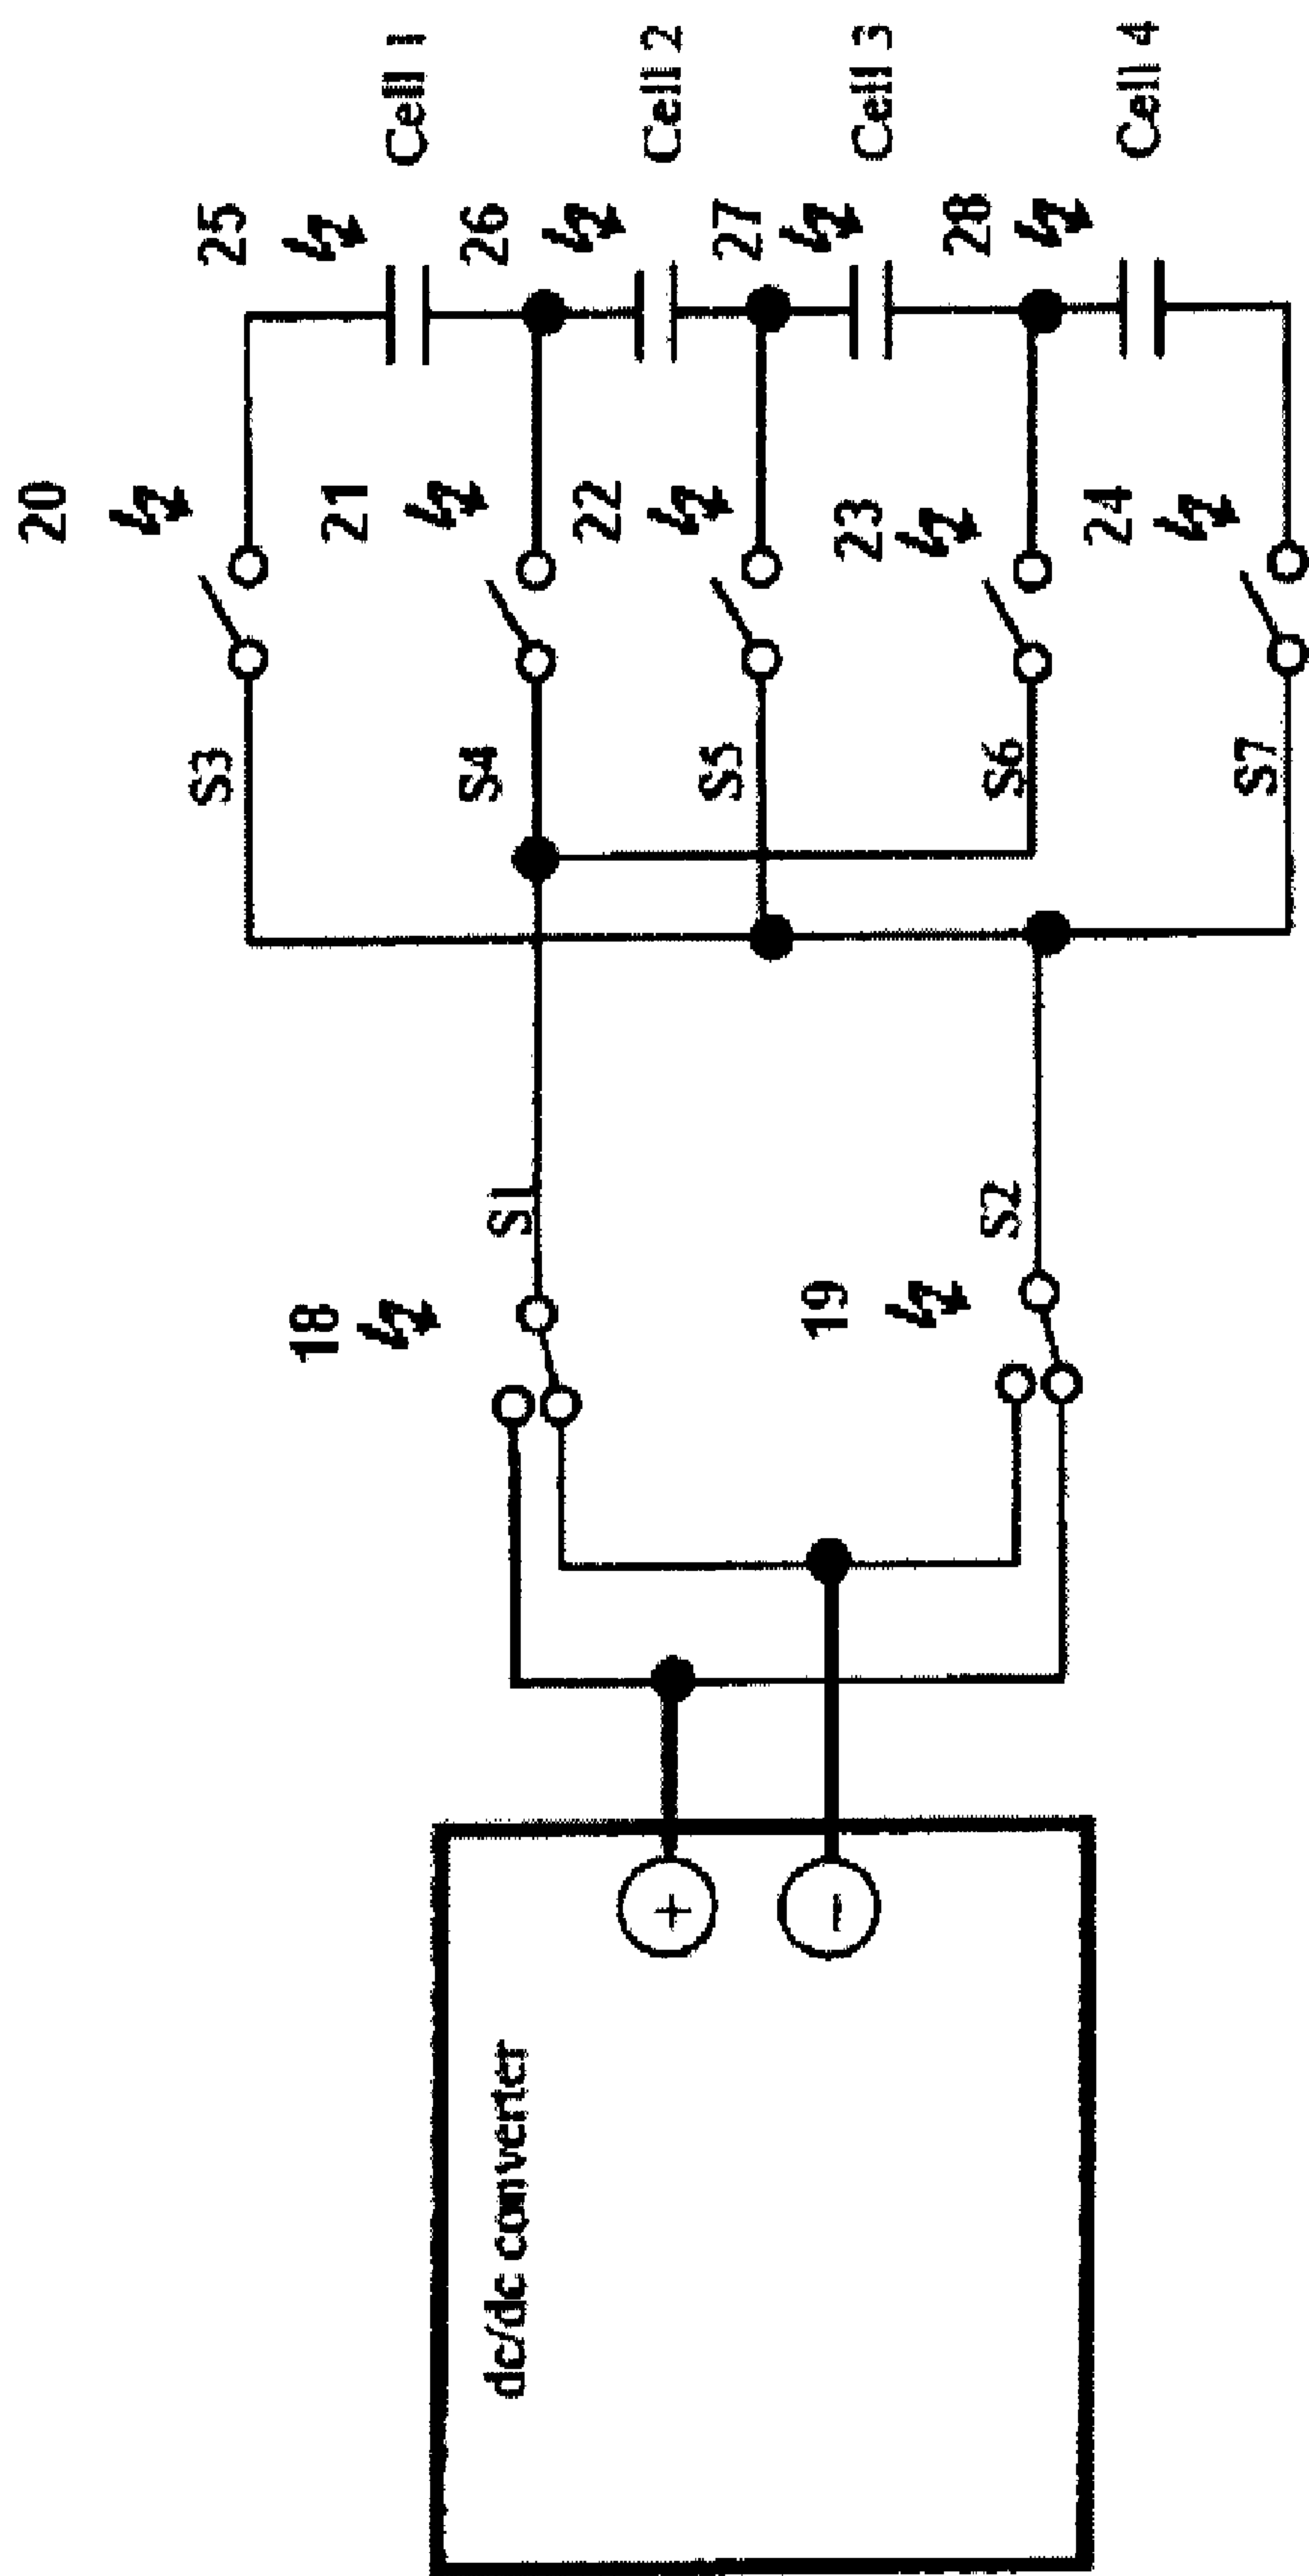 20
25
Cell 1
S3
21
26
Cell 2
18
S1
S4
22
27
Cell 3
S5
23
28
Cell 4
19
S2
S6
24
S7
dc/dc converter
+
−